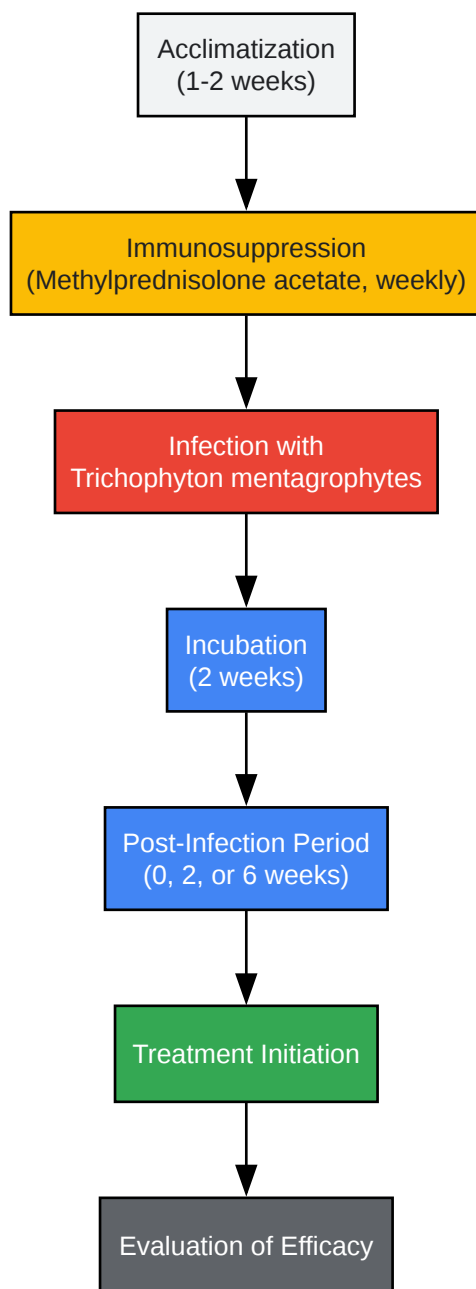 Acclimatization
(1-2 weeks)
Immunosuppression
(Methylprednisolone acetate, weekly)
Infection with
Trichophyton mentagrophytes
Incubation
(2 weeks)
Post-Infection Period
(0, 2, or 6 weeks)
Treatment Initiation
Evaluation of Efficacy